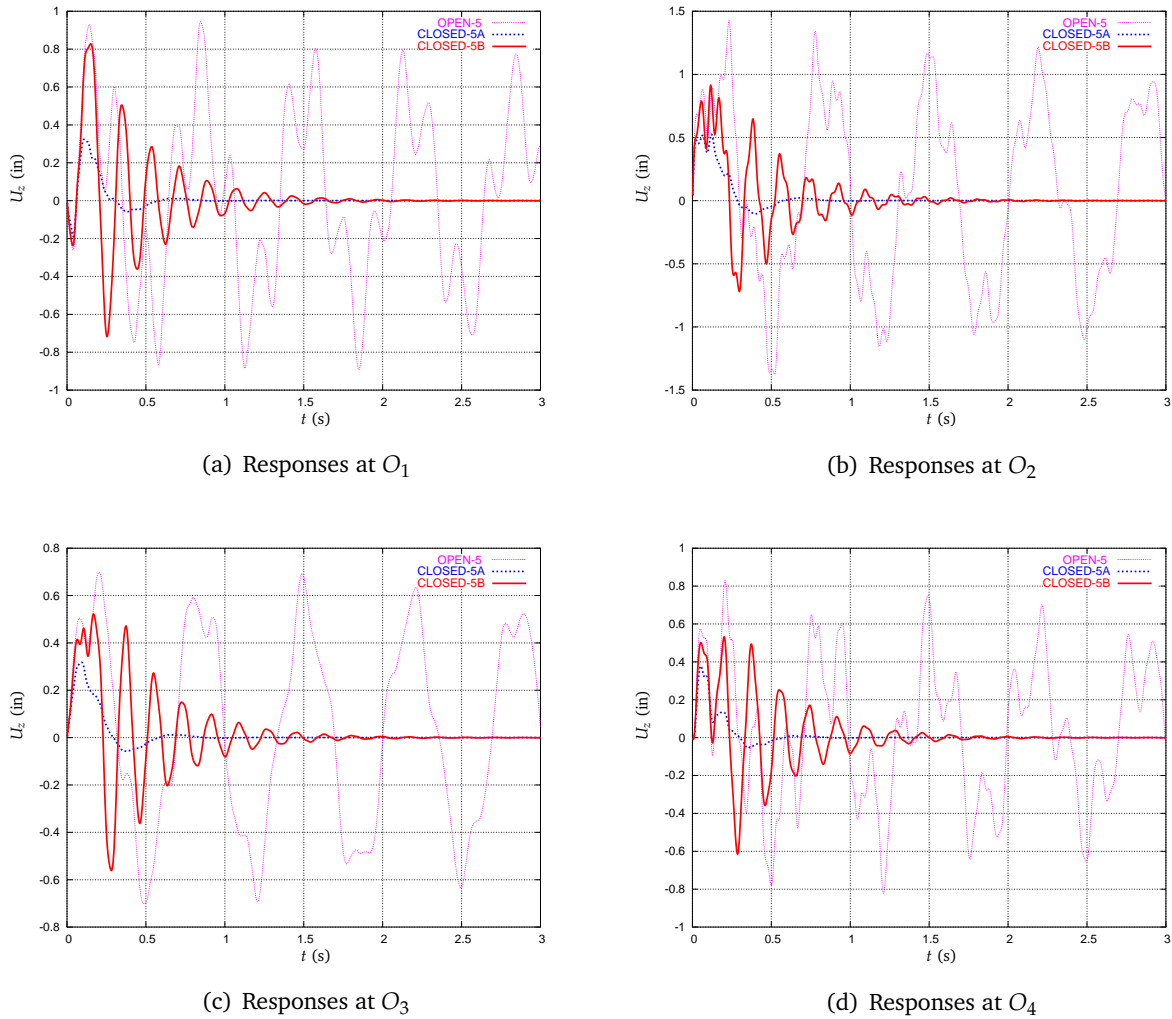 1
0.8
0.6
0.4
0.2
0
-0.2
-0.4
-0.6
-0.8
-1
0 0.5 1 1.5 2 2.5 3
U_z (in)
t (s)
OPEN-5
CLOSED-5A
CLOSED-5B
(a) Responses at O_1
1.5
1
0.5
0
-0.5
-1
-1.5
0 0.5 1 1.5 2 2.5 3
U_z (in)
t (s)
OPEN-5
CLOSED-5A
CLOSED-5B
(b) Responses at O_2
0.8
0.6
0.4
0.2
0
-0.2
-0.4
-0.6
-0.8
0 0.5 1 1.5 2 2.5 3
U_z (in)
t (s)
OPEN-5
CLOSED-5A
CLOSED-5B
(c) Responses at O_3
1
0.8
0.6
0.4
0.2
0
-0.2
-0.4
-0.6
-0.8
-1
0 0.5 1 1.5 2 2.5 3
U_z (in)
t (s)
OPEN-5
CLOSED-5A
CLOSED-5B
(d) Responses at O_4